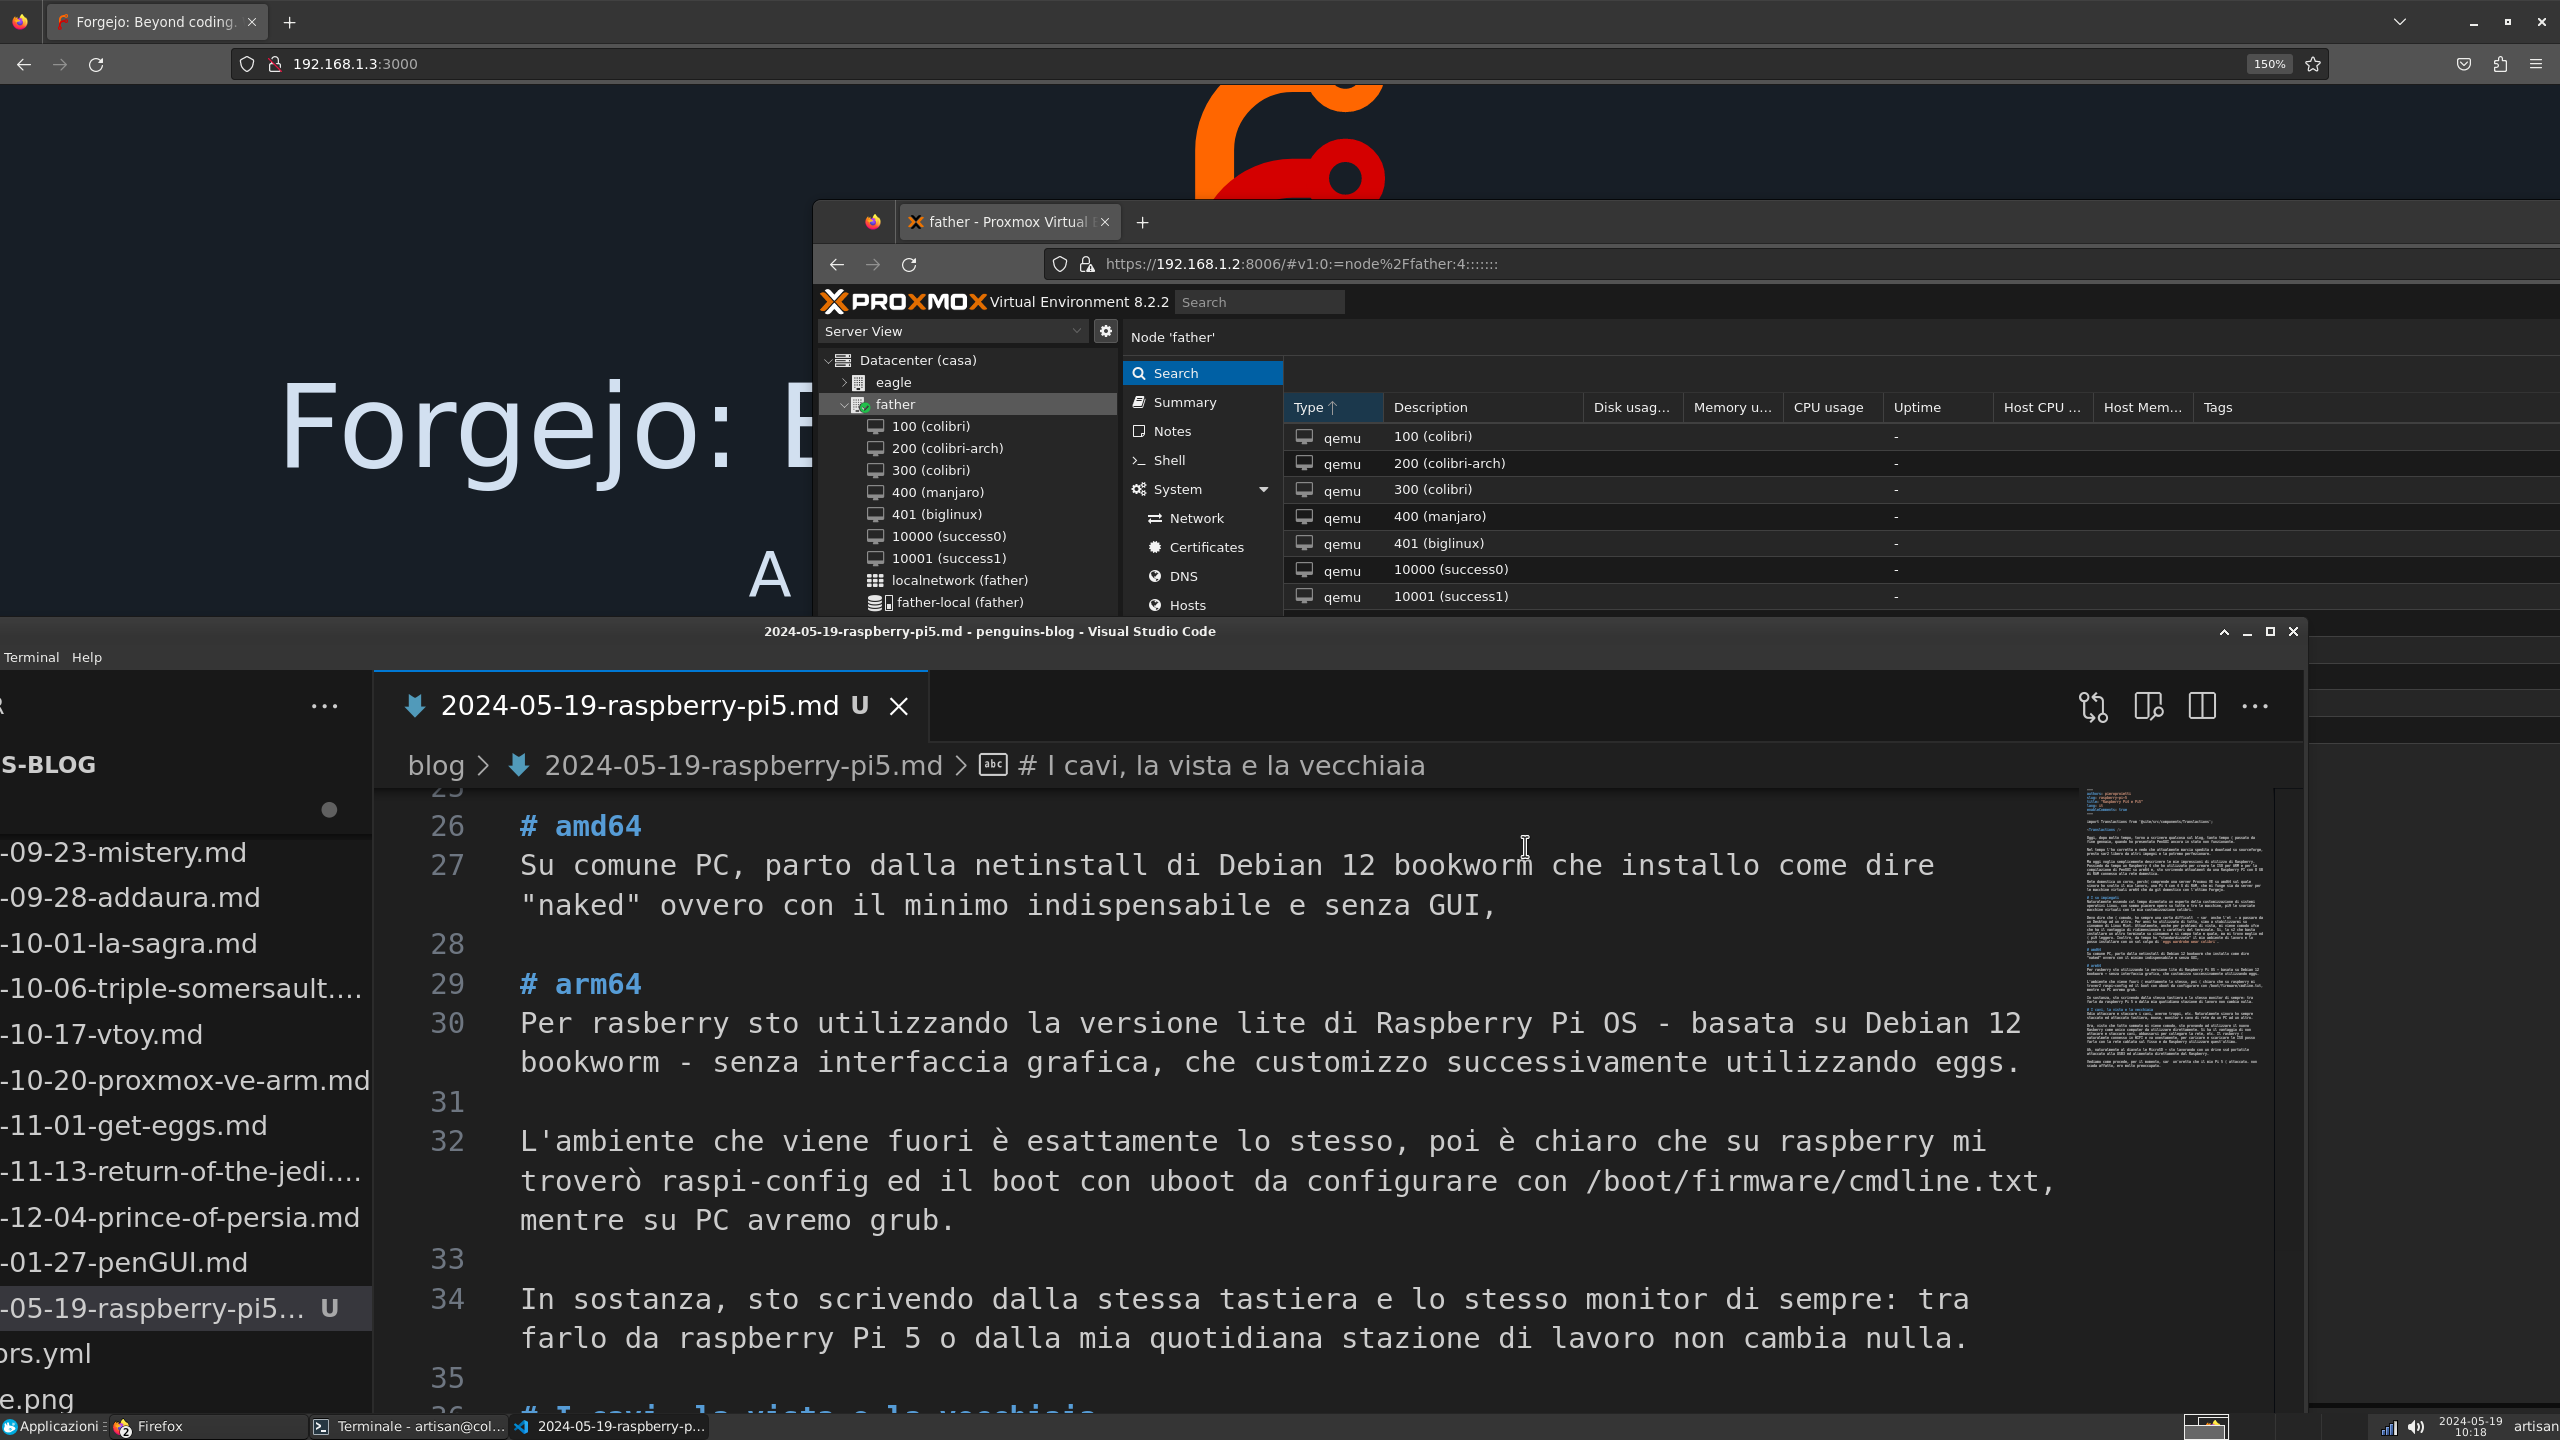 Forgejo: Beyond coding.
192.168.1.3:3000
150%
Forgejo:
A
father - Proxmox Virtual
https://192.168.1.2:8006/#v1:0:=node%2Ffather:4:::::::
PROXMOX Virtual Environment 8.2.2 Search
Server View
Node 'father'
Datacenter (casa)
eagle
father
100 (colibri)
200 (colibri-arch)
300 (colibri)
400 (manjaro)
401 (biglinux)
10000 (success0)
10001 (success1)
localnetwork (father)
father-local (father)
Search
Summary
Notes
Shell
System
Network
Certificates
DNS
Hosts
Type Description Disk usag... Memory u... CPU usage Uptime Host CPU ... Host Mem... Tags
qemu 100 (colibri) -
qemu 200 (colibri-arch) -
qemu 300 (colibri) -
qemu 400 (manjaro) -
qemu 401 (biglinux) -
qemu 10000 (success0) -
qemu 10001 (success1) -
2024-05-19-raspberry-pi5.md - penguins-blog - Visual Studio Code
Terminal Help
S-BLOG
-09-23-mistery.md
-09-28-addaura.md
-10-01-la-sagra.md
-10-06-triple-somersault....
-10-17-vtoy.md
-10-20-proxmox-ve-arm.md
-11-01-get-eggs.md
-11-13-return-of-the-jedi....
-12-04-prince-of-persia.md
-01-27-penGUI.md
-05-19-raspberry-pi5... U
ors.yml
e.png
2024-05-19-raspberry-pi5.md U
blog > 2024-05-19-raspberry-pi5.md > # I cavi, la vista e la vecchiaia
25
26 # amd64
27 Su comune PC, parto dalla netinstall di Debian 12 bookworm che installo come dire
"naked" ovvero con il minimo indispensabile e senza GUI,
28
29 # arm64
30 Per rasberry sto utilizzando la versione lite di Raspberry Pi OS - basata su Debian 12
bookworm - senza interfaccia grafica, che customizzo successivamente utilizzando eggs.
31
32 L'ambiente che viene fuori è esattamente lo stesso, poi è chiaro che su raspberry mi
troverò raspi-config ed il boot con uboot da configurare con /boot/firmware/cmdline.txt,
mentre su PC avremo grub.
33
34 In sostanza, sto scrivendo dalla stessa tastiera e lo stesso monitor di sempre: tra
farlo da raspberry Pi 5 o dalla mia quotidiana stazione di lavoro non cambia nulla.
35
36 # I cavi, la vista e la vecchiaia
Applicazioni
2
Firefox
Terminale - artisan@col...
2024-05-19-raspberry-p...
2024-05-19
10:18
artisan